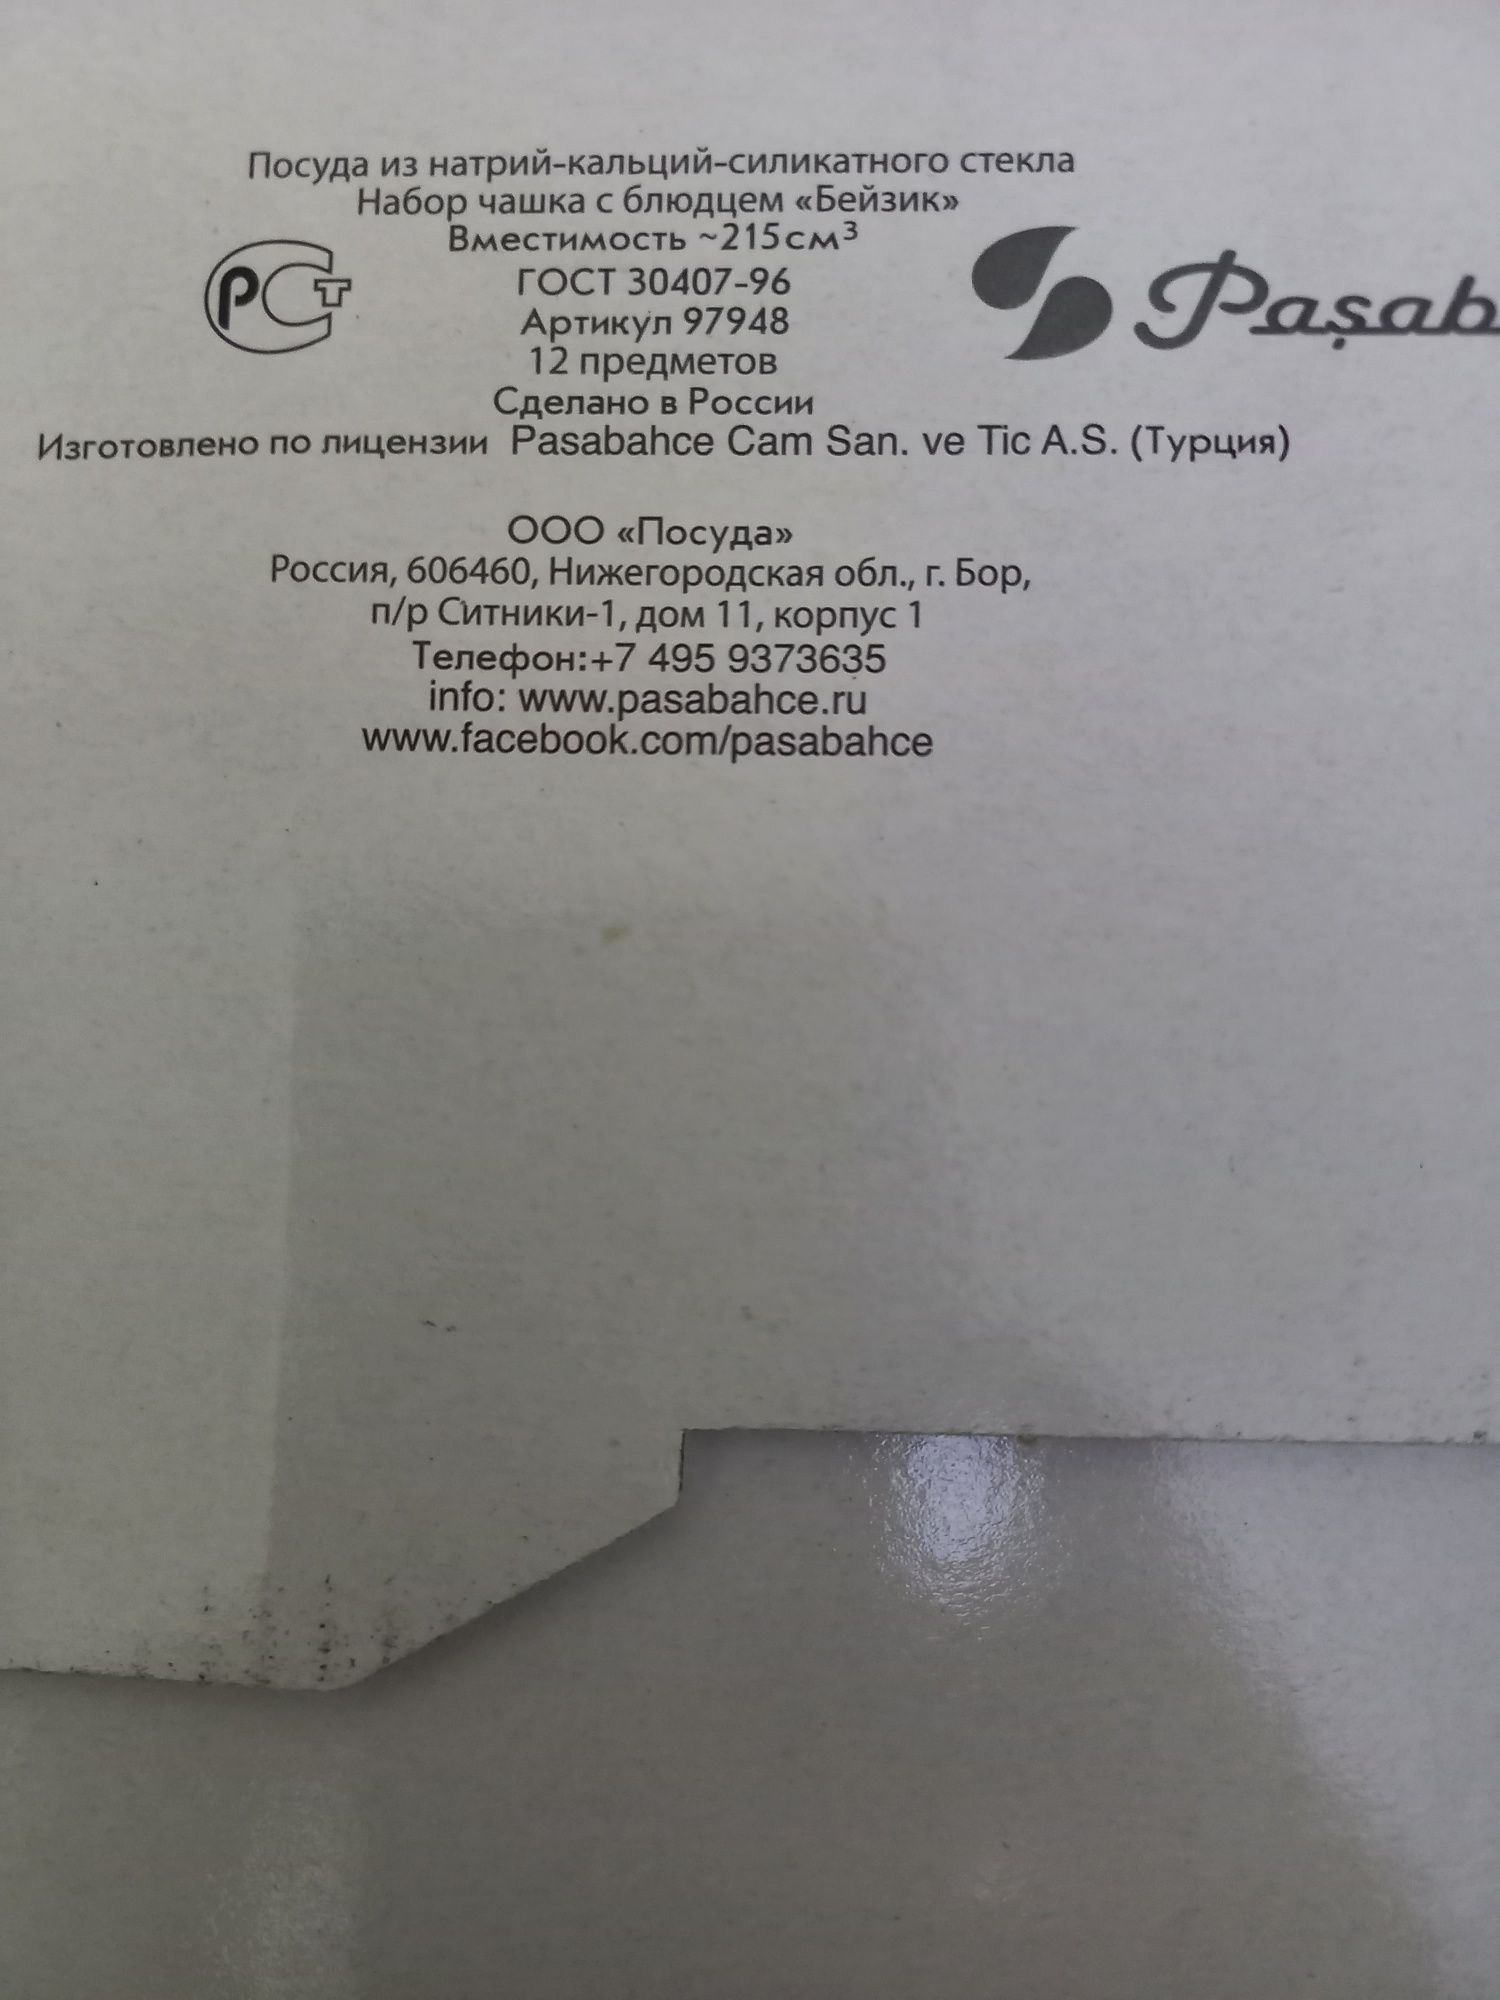 Посуда из натрий-кальций-силикатного стекла
Набор чашка с блюдцем «Бейзик»
Вместимость ~215см³
ГОСТ 30407-96
Артикул 97948
12 предметов
Сделано в России
Изготовлено по лицензии Pasabahce Cam San. ve Tic A.S. (Турция)
РСТ
Paşab
ООО «Посуда»
Россия, 606460, Нижегородская обл., г. Бор,
п/р Ситники-1, дом 11, корпус 1
Телефон:+7 495 9373635
info: www.pasabahce.ru
www.facebook.com/pasabahce